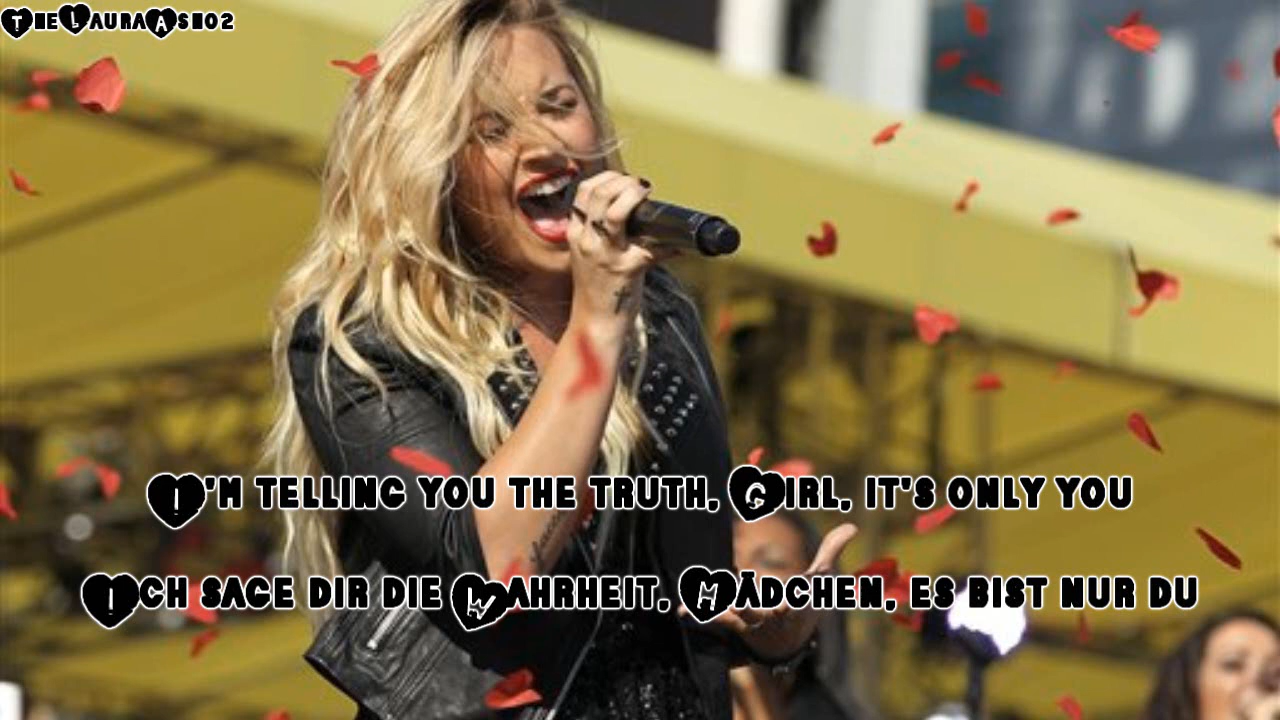 TheLauraAsh02
I'm telling you the truth, Girl, it's only you
Ich sage dir die Wahrheit, Mädchen, es bist nur du